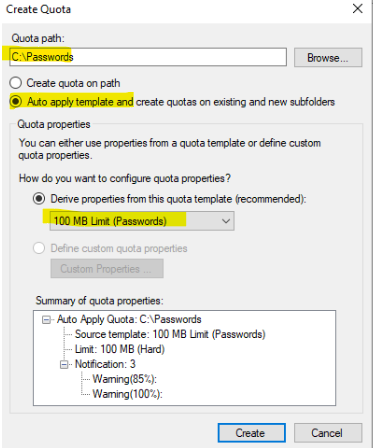 Create Quota
Quota path:
C:\Passwords
Browse...
Create quota on path
Auto apply template and create quotas on existing and new subfolders
Quota properties
You can either use properties from a quota template or define custom
quota properties.
How do you want to configure quota properties?
Derive properties from this quota template (recommended):
100 MB Limit (Passwords)
Define custom quota properties
Custom Properties ...
Summary of quota properties:
Auto Apply Quota: C:\Passwords
Source template: 100 MB Limit (Passwords)
Limit: 100 MB (Hard)
Notification: 3
Warning(85%):
Warning(100%):
Create
Cancel